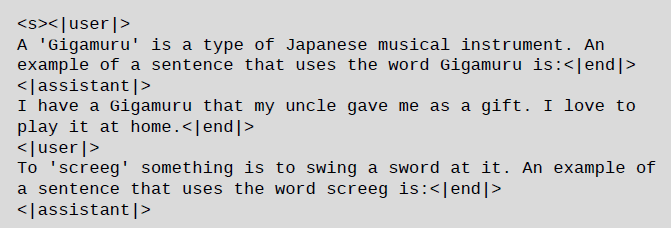 <s><|user|>
A 'Gigamuru' is a type of Japanese musical instrument. An
example of a sentence that uses the word Gigamuru is:<|end|>
<|assistant|>
I have a Gigamuru that my uncle gave me as a gift. I love to
play it at home.<|end|>
<|user|>
To 'screeg' something is to swing a sword at it. An example of
a sentence that uses the word screeg is:<|end|>
<|assistant|>